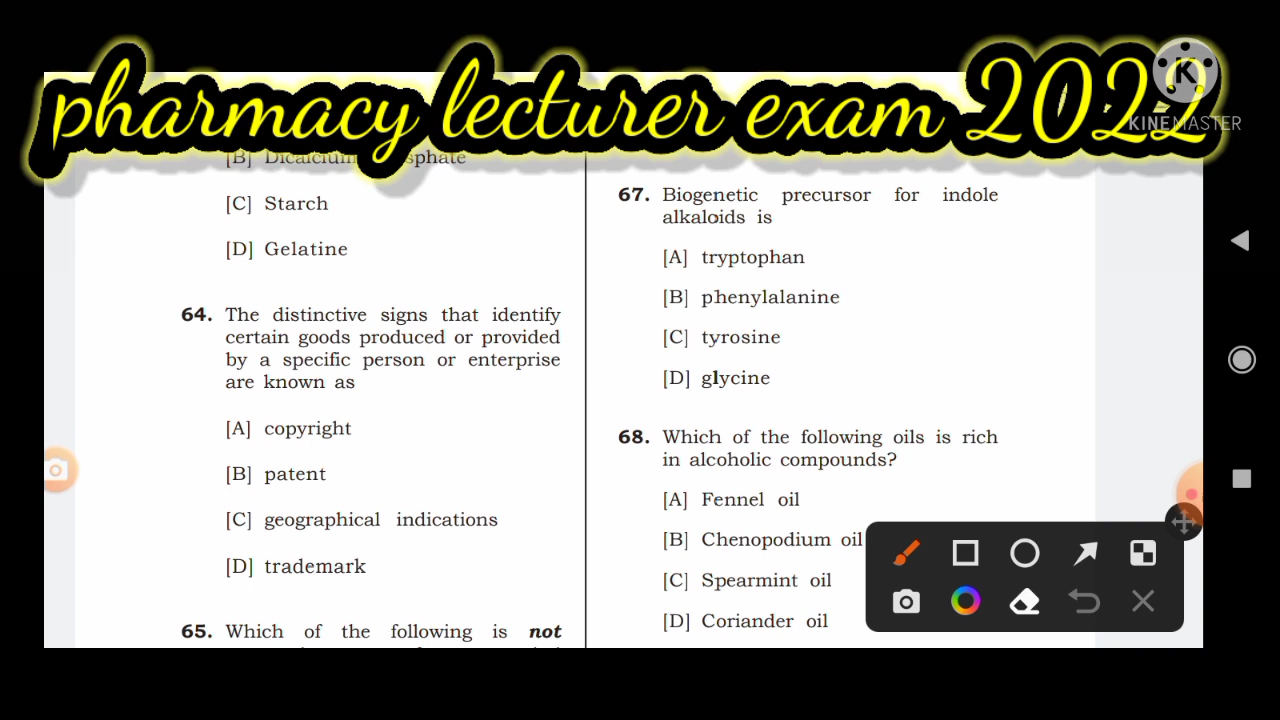 pharmacy lecturer exam 2022
K
KINEMASTER
[B] Dicalcium
[C] Starch
[D] Gelatine
64. The distinctive signs that identify
certain goods produced or provided
by a specific person or enterprise
are known as
[A] copyright
[B] patent
[C] geographical indications
[D] trademark
65. Which of the following is not
67. Biogenetic precursor for indole
alkaloids is
[A] tryptophan
[B] phenylalanine
[C] tyrosine
[D] glycine
68. Which of the following oils is rich
in alcoholic compounds?
[A] Fennel oil
[B] Chenopodium oil
[C] Spearmint oil
[D] Coriander oil